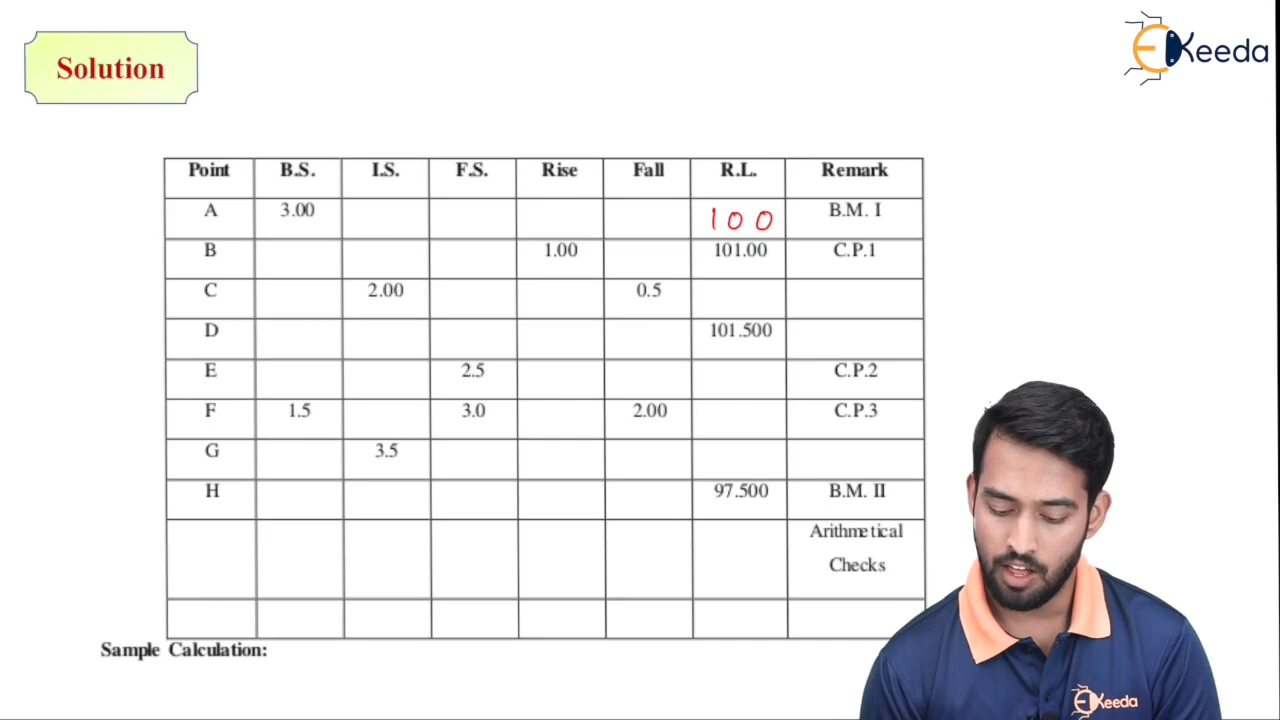 Solution
EKeeda
Point B.S. I.S. F.S. Rise Fall R.L. Remark
A 3.00 100 B.M. I
B 1.00 101.00 C.P.1
C 2.00 0.5
D 101.500
E 2.5 C.P.2
F 1.5 3.0 2.00 C.P.3
G 3.5
H 97.500 B.M. II
Arithmetical
Checks
Sample Calculation:
EKeeda